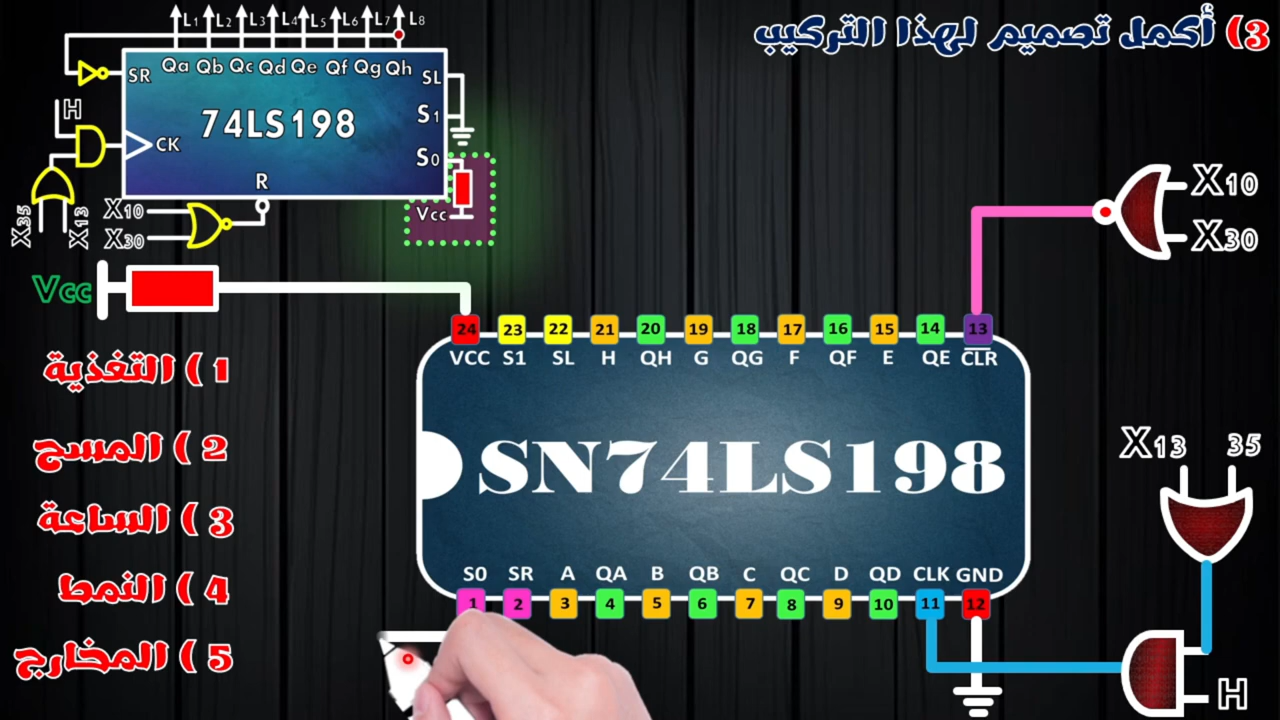 3) أكمل تصميم لهذا التركيب
L1 L2 L3 L4 L5 L6 L7 L8
Qa Qb Qc Qd Qe Qf Qg Qh
SR
SL
H
74LS198
S1
CK
S0
R
Vcc
X35
X13
X10
X30
Vcc
1 ) التغذية
2 ) المسح
3 ) الساعة
4 ) النمط
5 ) المخارج
X10
X30
24 23 22 21 20 19 18 17 16 15 14 13
VCC S1 SL H QH G QG F QF E QE CLR
SN74LS198
S0 SR A QA B QB C QC D QD CLK GND
1 2 3 4 5 6 7 8 9 10 11 12
X13 35
H